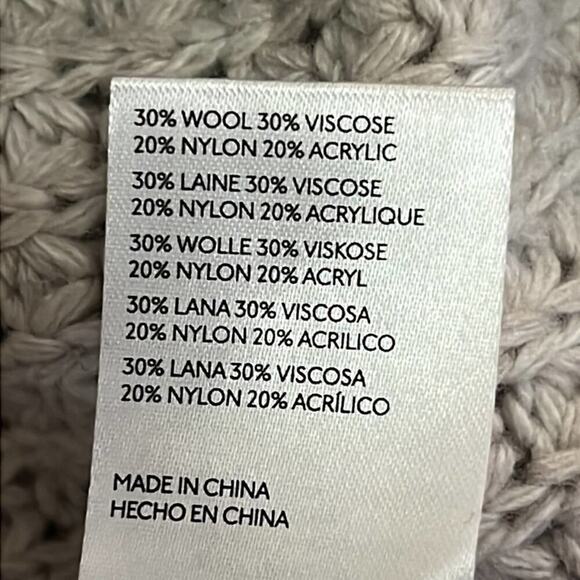 30% WOOL 30% VISCOSE
20% NYLON 20% ACRYLIC
30% LAINE 30% VISCOSE
20% NYLON 20% ACRYLIQUE
30% WOLLE 30% VISKOSE
20% NYLON 20% ACRYL
30% LANA 30% VISCOSA
20% NYLON 20% ACRILICO
30% LANA 30% VISCOSA
20% NYLON 20% ACRÍLICO
MADE IN CHINA
HECHO EN CHINA